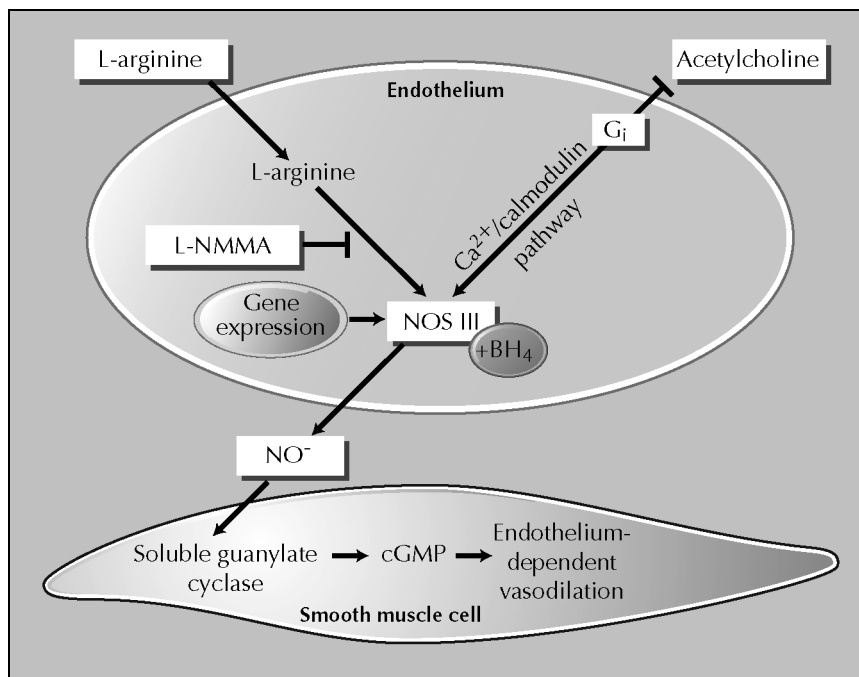 L-arginine
Acetylcholine
Endothelium
Gᵢ
L-arginine
Ca²⁺/calmodulin
pathway
L-NMMA
Gene
expression
NOS III
+BH₄
NO⁻
Soluble guanylate
cyclase
cGMP
Endothelium-
dependent
vasodilation
Smooth muscle cell